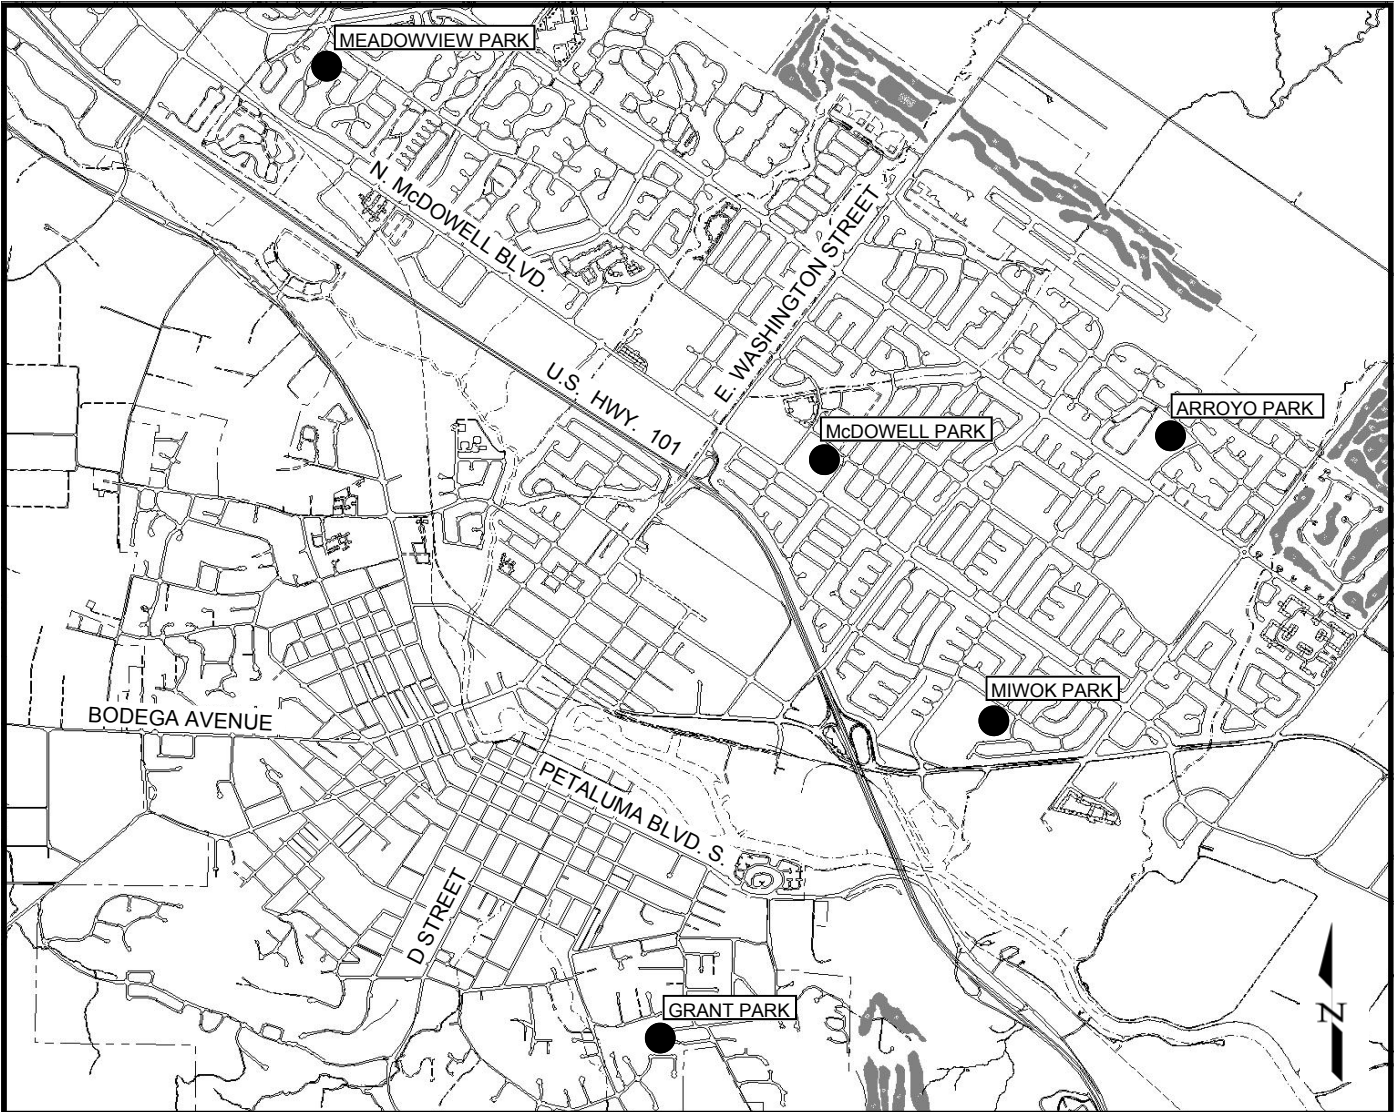 MEADOWVIEW PARK
N. McDOWELL BLVD.
E. WASHINGTON STREET
U.S. HWY. 101
ARROYO PARK
McDOWELL PARK
MIWOK PARK
BODEGA AVENUE
PETALUMA BLVD. S.
D STREET
GRANT PARK
N